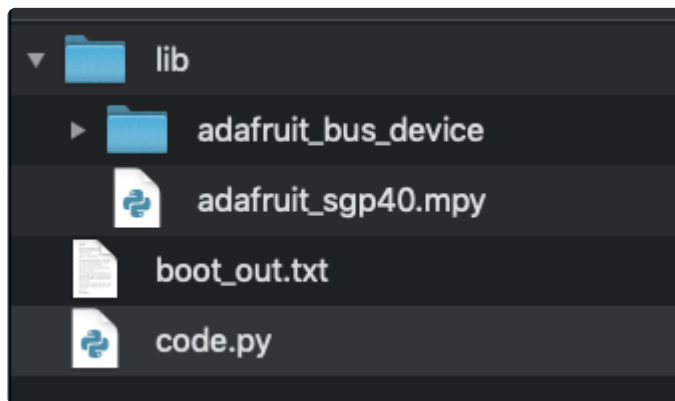 lib
adafruit_bus_device
adafruit_sgp40.mpy
boot_out.txt
code.py